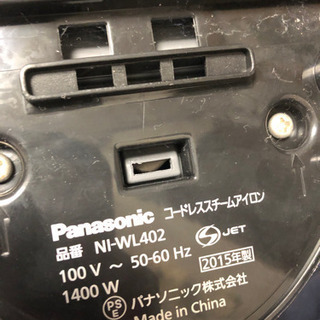 Panasonic コードレススチームアイロン
品番 NI-WL402
S JET
100 V ～ 50-60 Hz 2015年製
1400 W
PS E パナソニック株式会社
Made in China